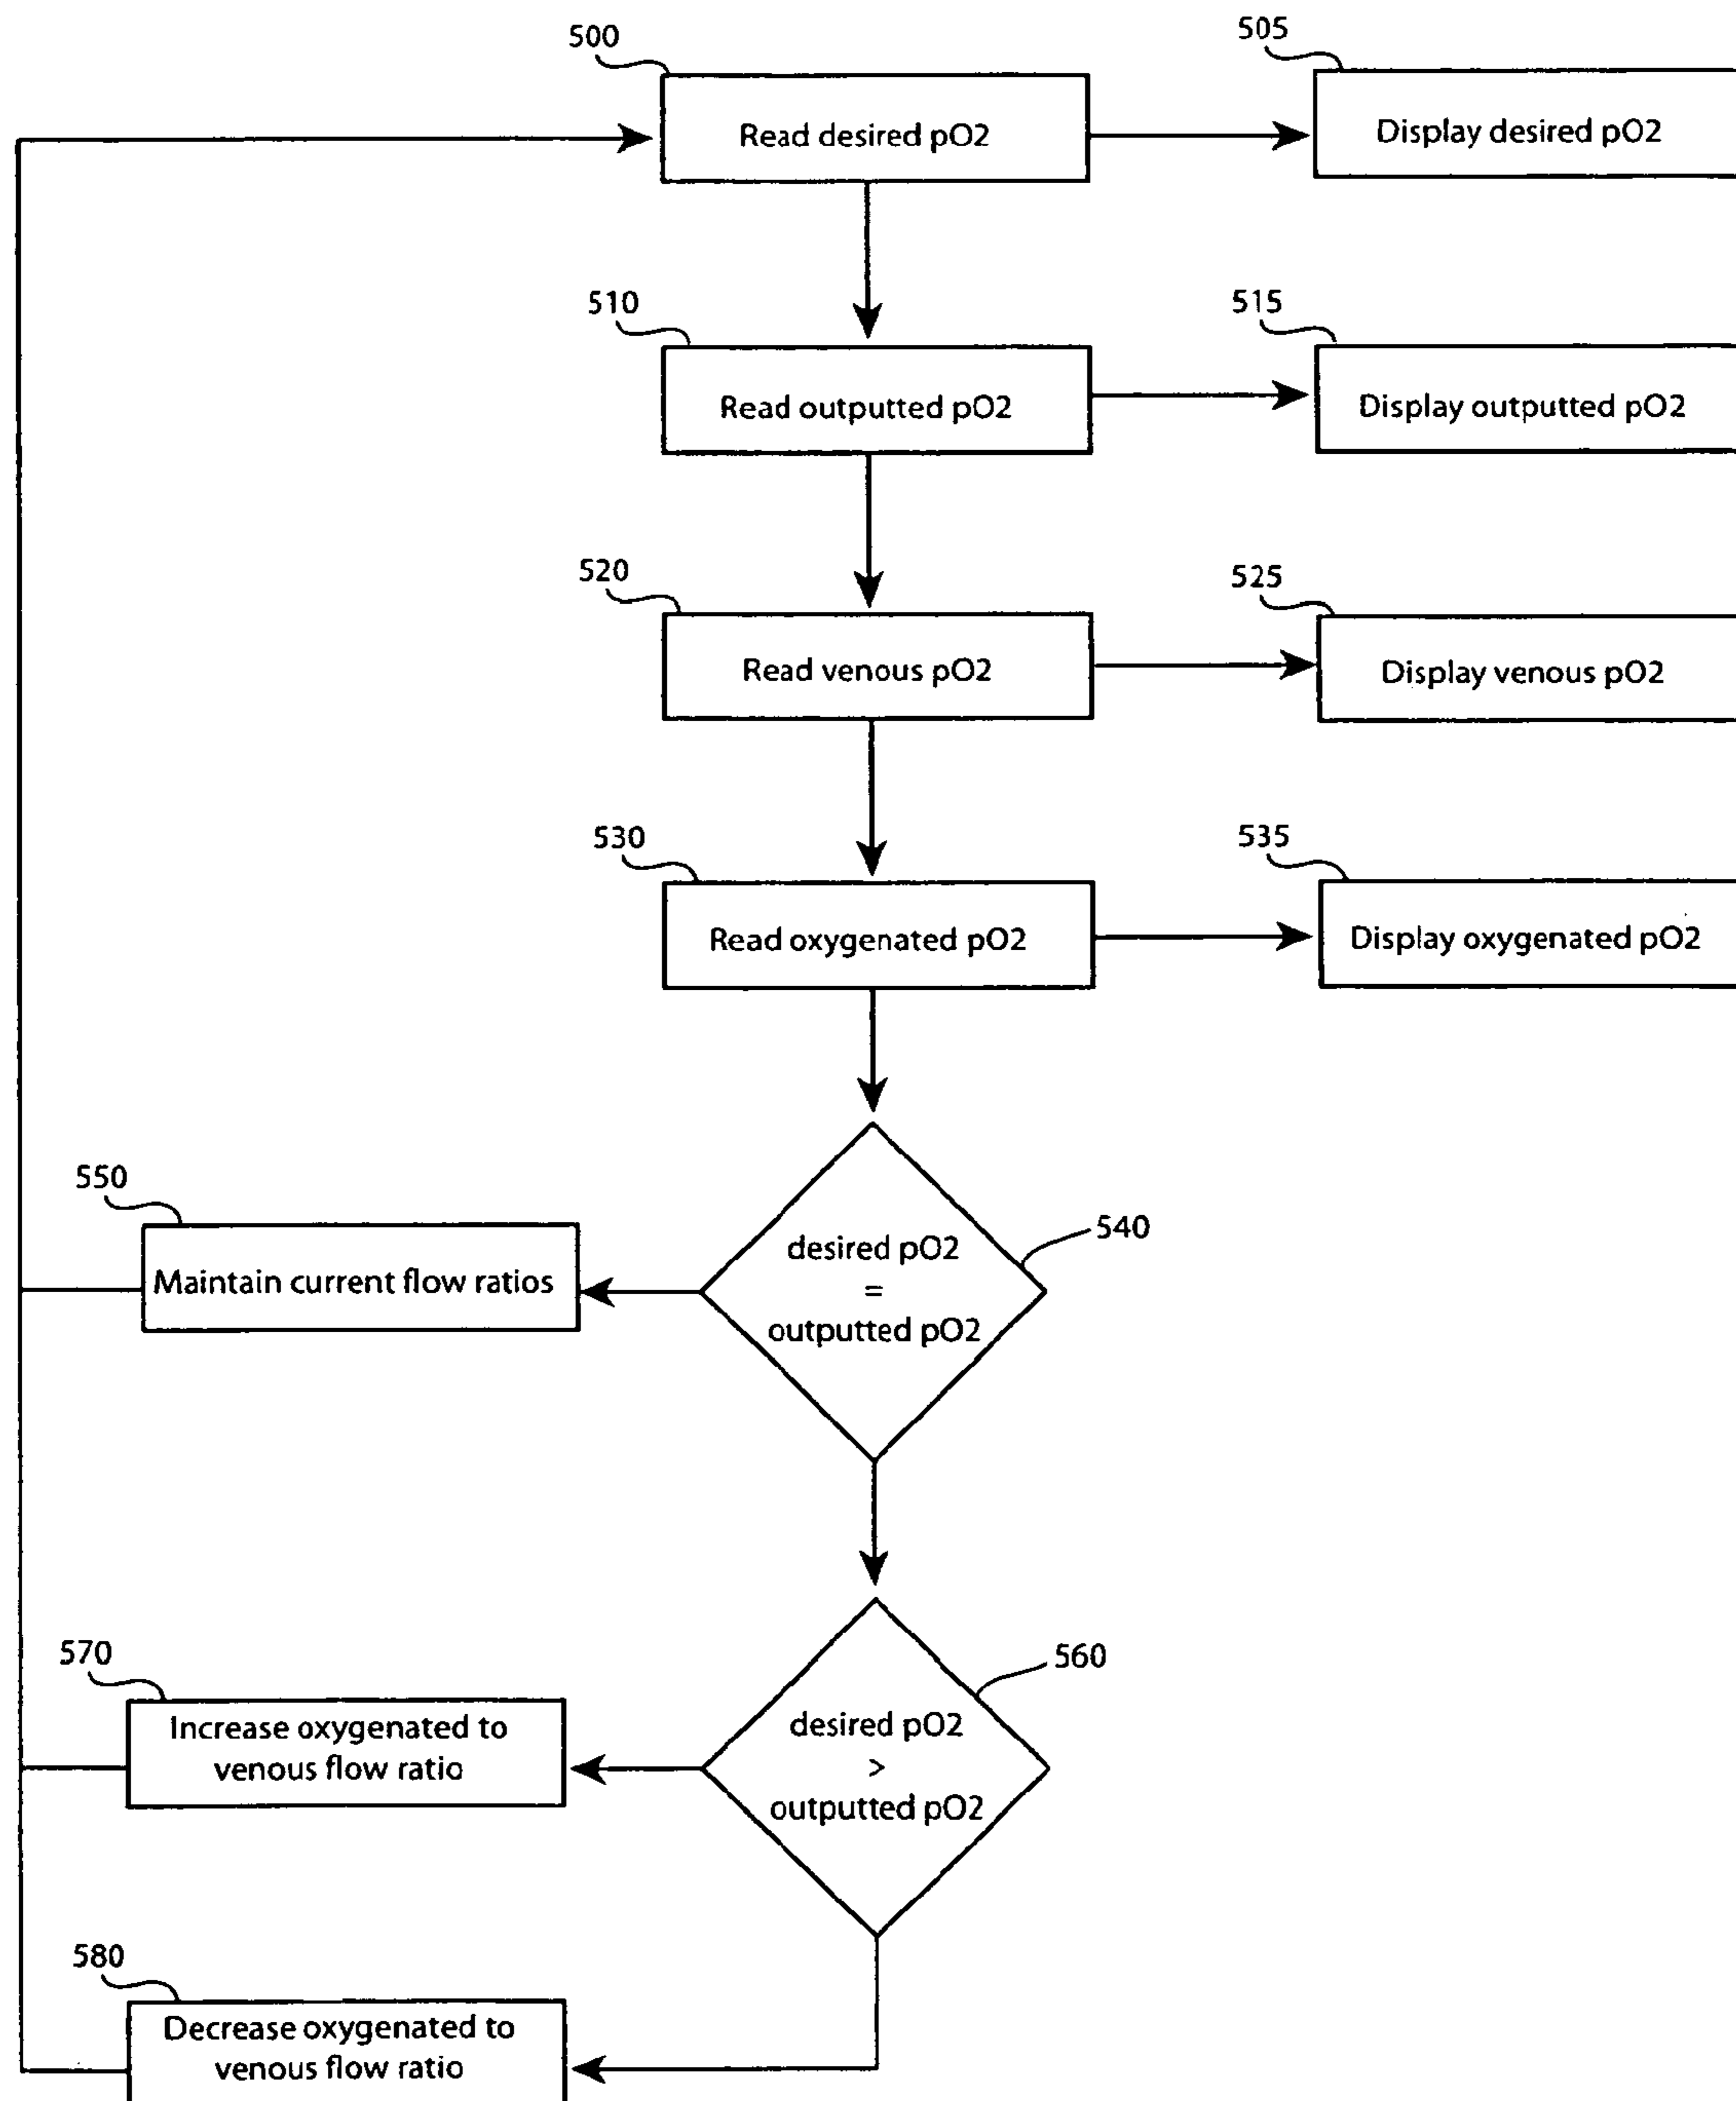 500
505
Read desired pO2
Display desired pO2
510
515
Read outputted pO2
Display outputted pO2
520
525
Read venous pO2
Display venous pO2
530
535
Read oxygenated pO2
Display oxygenated pO2
540
desired pO2
=
outputted pO2
550
Maintain current flow ratios
560
desired pO2
>
outputted pO2
570
Increase oxygenated to
venous flow ratio
580
Decrease oxygenated to
venous flow ratio